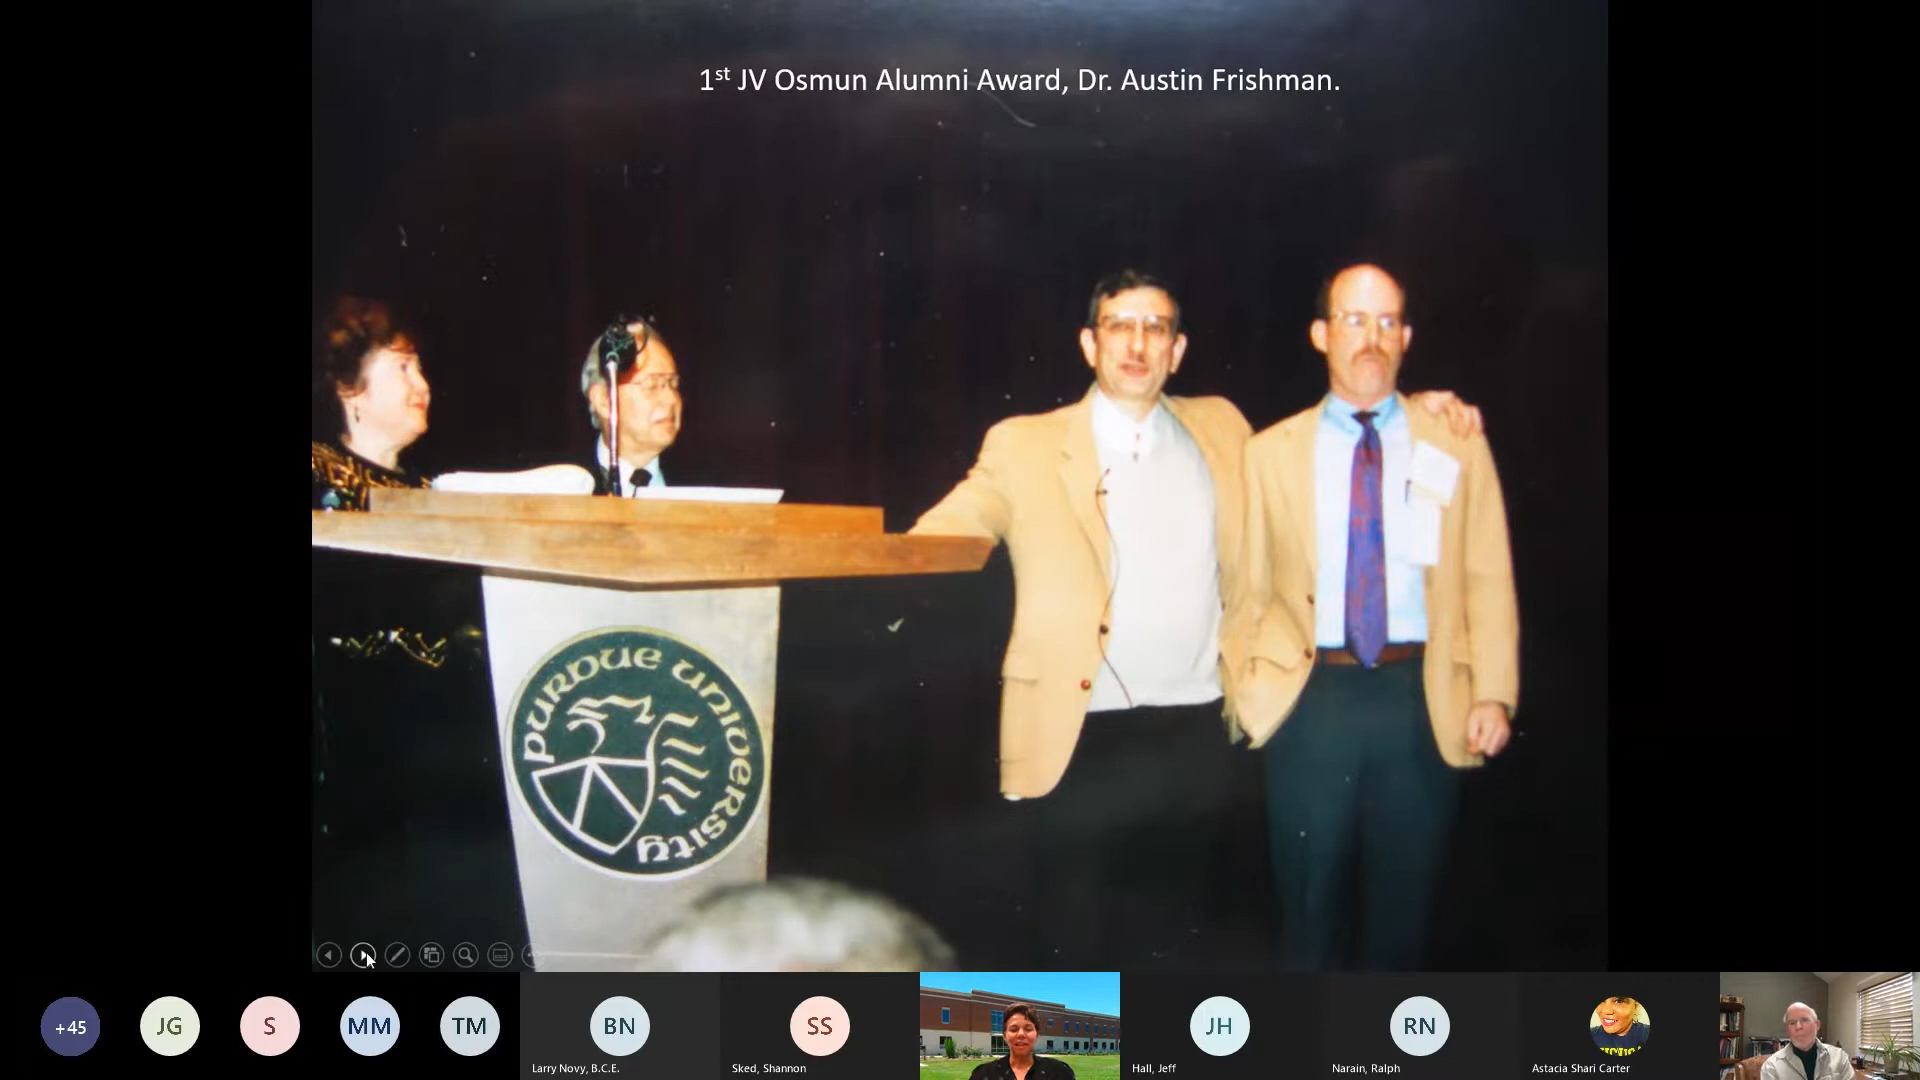 1st JV Osmun Alumni Award, Dr. Austin Frishman.
PURDUE UNIVERSITY
+45
JG
S
MM
TM
BN
SS
JH
RN
Larry Novy, B.C.E.
Sked, Shannon
Hall, Jeff
Narain, Ralph
Astacia Shari Carter